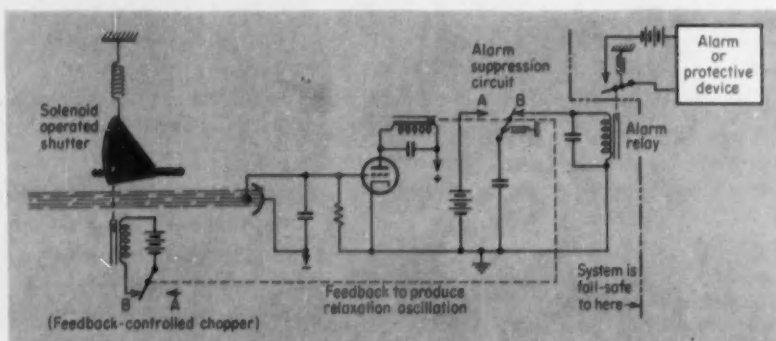 Solenoid
operated
shutter
Alarm
suppression
circuit
A
B
Alarm
or
protective
device
Alarm
relay
+
−
B
A
(Feedback-controlled chopper)
Feedback to produce
relaxation oscillation
System is
fail-safe
to here